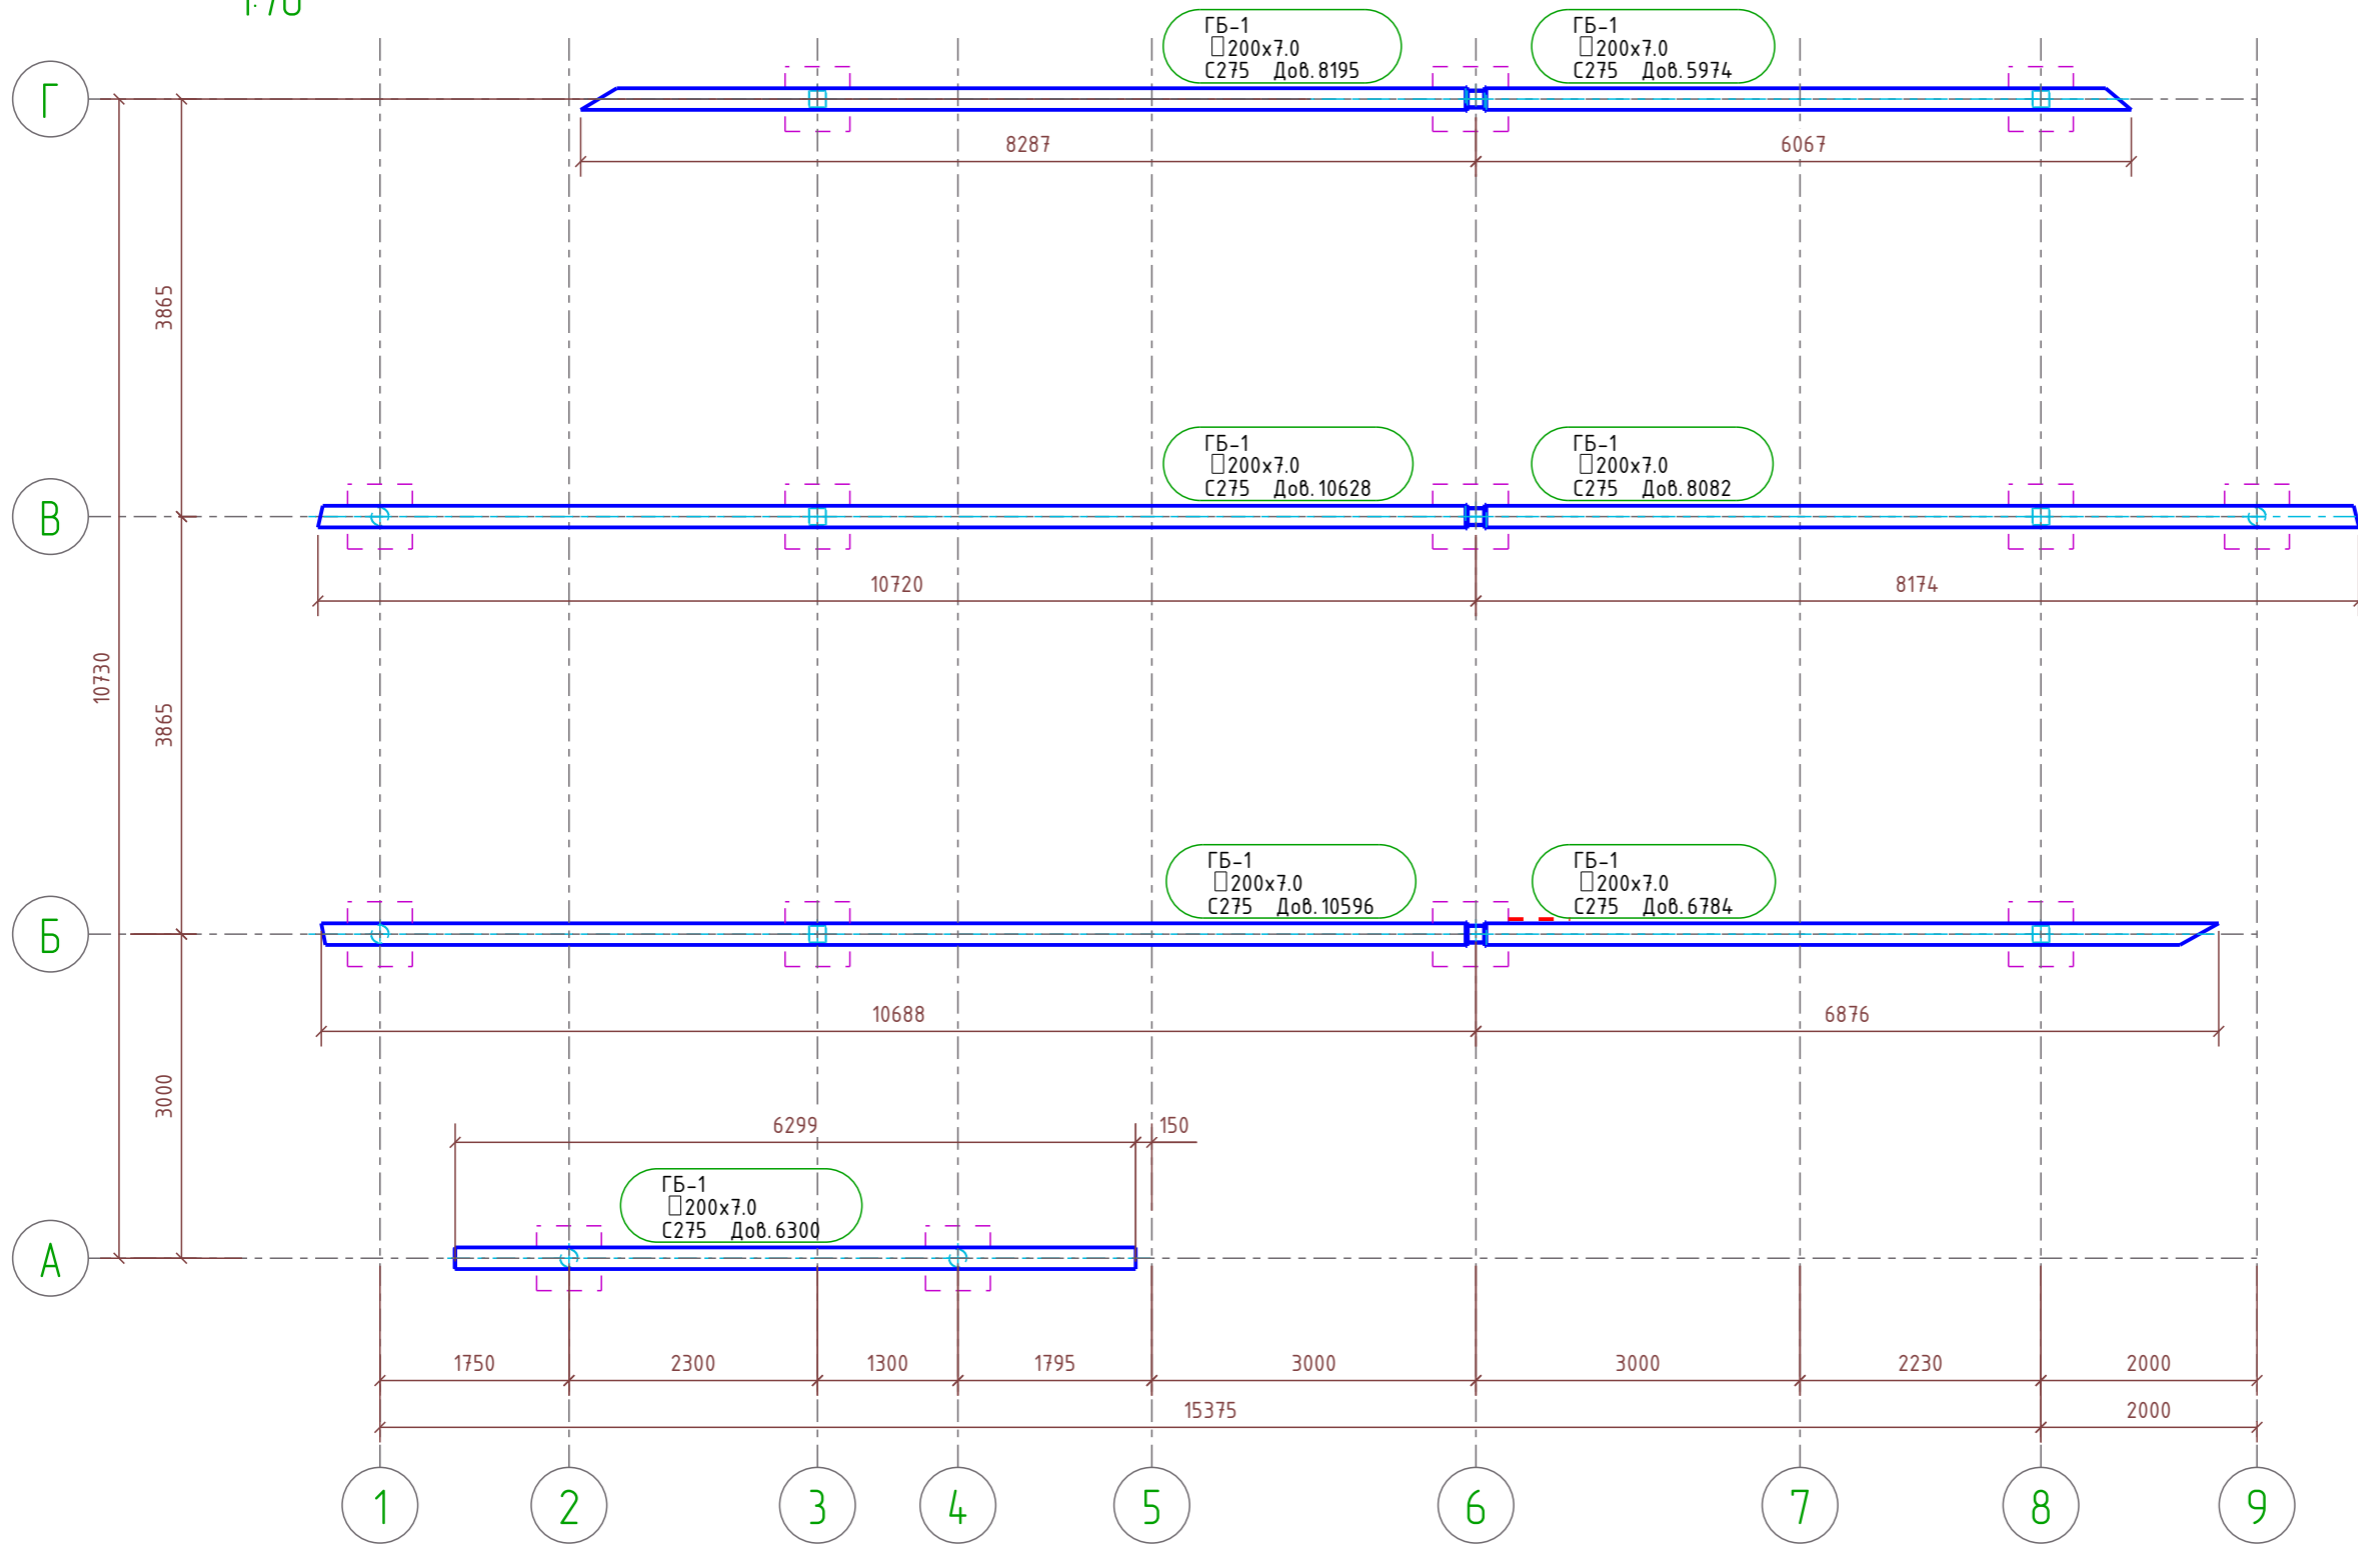 1:70
ГБ-1
□200x7.0
С275 Дов.8195
ГБ-1
□200x7.0
С275 Дов.5974
Г
8287
6067
3865
ГБ-1
□200x7.0
С275 Дов.10628
ГБ-1
□200x7.0
С275 Дов.8082
В
10720
8174
10730
3865
ГБ-1
□200x7.0
С275 Дов.10596
ГБ-1
□200x7.0
С275 Дов.6784
Б
10688
6876
3000
6299
150
ГБ-1
□200x7.0
С275 Дов.6300
А
1750
2300
1300
1795
3000
3000
2230
2000
15375
2000
1
2
3
4
5
6
7
8
9